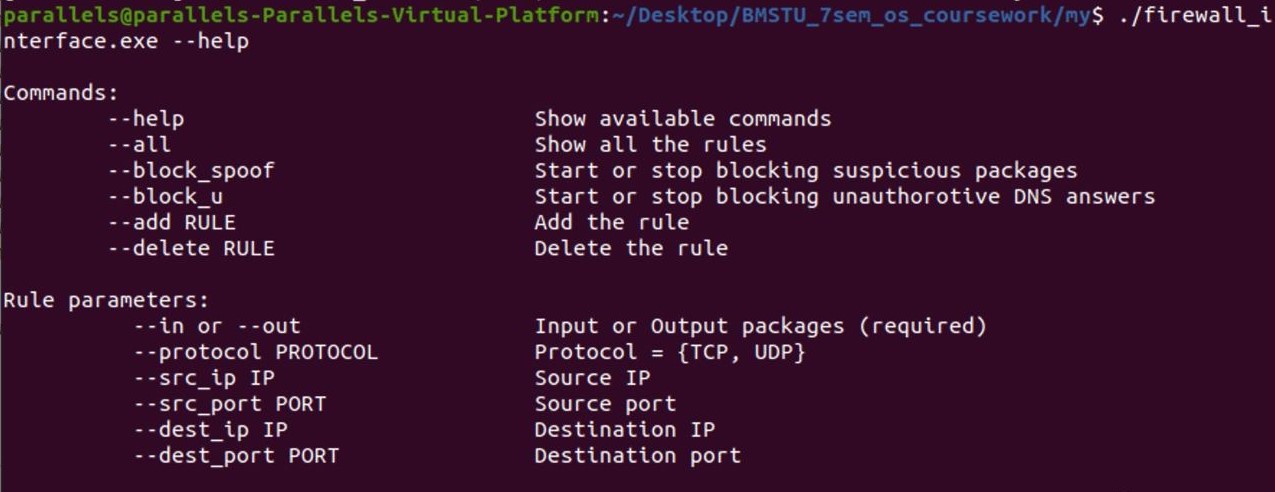 parallels@parallels-Parallels-Virtual-Platform:~/Desktop/BMSTU_7sem_os_coursework/my$ ./firewall_i
nterface.exe --help
Commands:
--help Show available commands
--all Show all the rules
--block_spoof Start or stop blocking suspicious packages
--block_u Start or stop blocking unauthorotive DNS answers
--add RULE Add the rule
--delete RULE Delete the rule
Rule parameters:
--in or --out Input or Output packages (required)
--protocol PROTOCOL Protocol = {TCP, UDP}
--src_ip IP Source IP
--src_port PORT Source port
--dest_ip IP Destination IP
--dest_port PORT Destination port